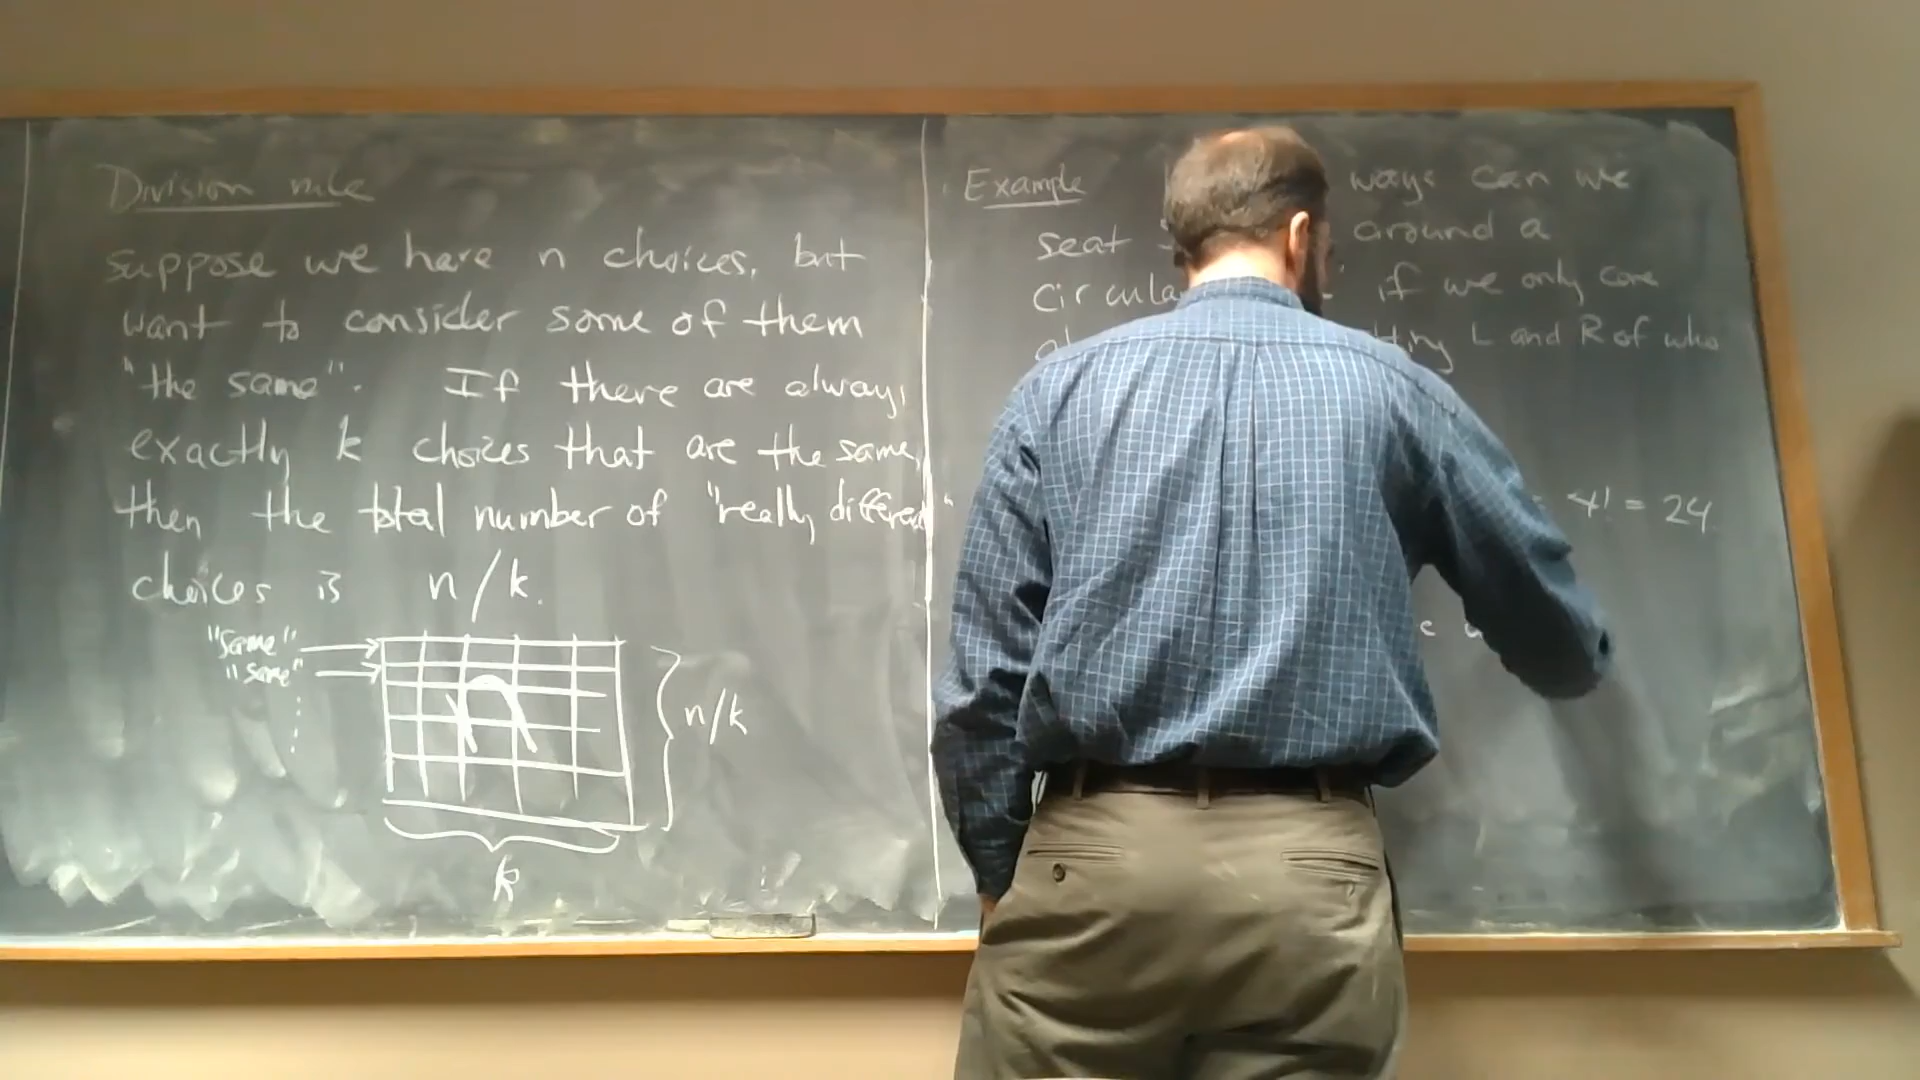 Division rule
Suppose we have n choices, but
want to consider some of them
"the same". If there are always
exactly k choices that are the same,
then the total number of "really different"
choices is n/k.
"same"
"same"
n/k
k
Example ways can we
seat around a
circular if we only care
L and R of who
= 4! = 24